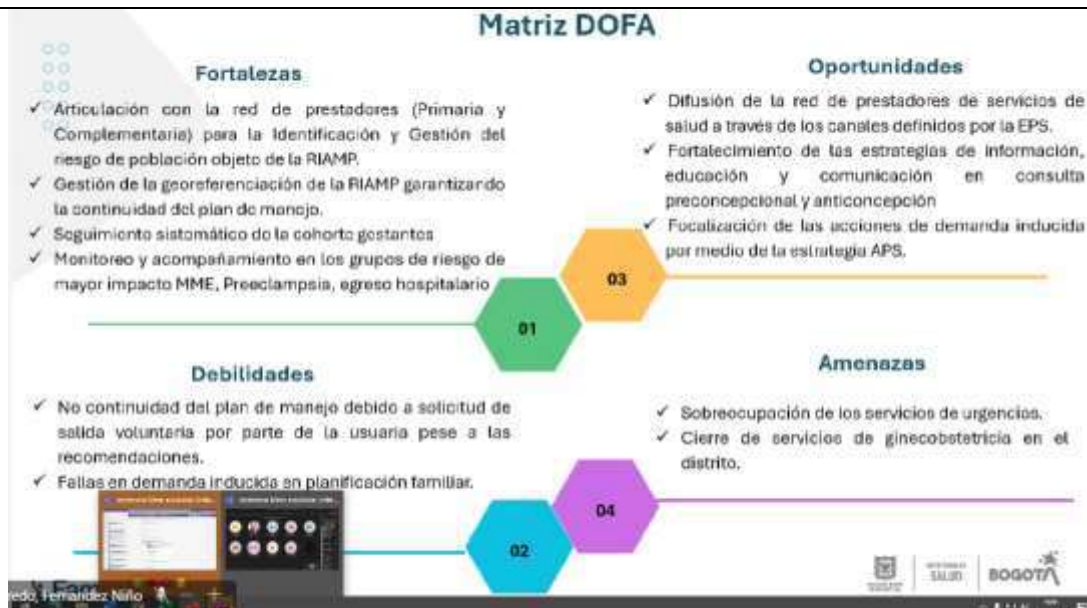 Matriz DOFA
Fortalezas
✓ Articulación con la red de prestadores (Primaria y
Complementaria) para la Identificación y Gestión del
riesgo de población objeto de la RIAMP.
✓ Gestión de la georeferenciación de la RIAMP garantizando
la continuidad del plan de manejo.
✓ Seguimiento sistemático de la cohorte gestantes
✓ Monitoreo y acompañamiento en los grupos de riesgo de
mayor impacto MME, Preeclampsia, egreso hospitalario
01
Oportunidades
✓ Difusión de la red de prestadores de servicios de
salud a través de los canales definidos por la EPS.
✓ Fortalecimiento de las estrategias de información,
educación y comunicación en consulta
preconcepcional y anticoncepción
✓ Focalización de las acciones de demanda inducida
por medio de la estrategia APS.
03
Debilidades
✓ No continuidad del plan de manejo debido a solicitud de
salida voluntaria por parte de la usuaria pese a las
recomendaciones.
✓ Fallas en demanda inducida en planificación familiar.
02
Amenazas
✓ Sobreocupación de los servicios de urgencias.
✓ Cierre de servicios de ginecobstetricia en el
distrito.
04
Fernández Niño
SALUD
BOGOTÁ